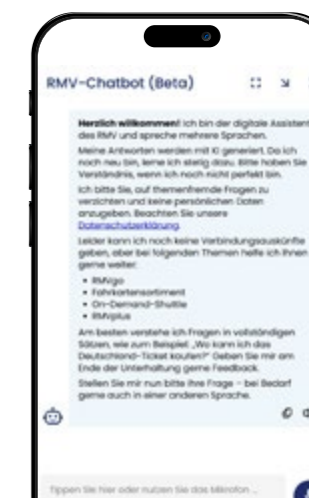 RMV-Chatbot (Beta)
Herzlich willkommen! Ich bin der digitale Assistent
des RMV und spreche mehrere Sprachen.
Meine Antworten werden mit KI generiert. Da ich
noch neu bin, lerne ich stetig dazu. Bitte haben Sie
Verständnis, wenn ich noch nicht perfekt bin.
Ich bitte Sie, auf themenfremde Fragen zu
verzichten und keine persönlichen Daten
anzugeben. Beachten Sie unsere
Datenschutzerklärung.
Leider kann ich noch keine Verbindungsauskünfte
geben, aber bei folgenden Themen helfe ich Ihnen
gerne weiter:
• RMVgo
• Fahrkartensortiment
• On-Demand-Shuttle
• RMVplus
Am besten verstehe ich Fragen in vollständigen
Sätzen, wie zum Beispiel: „Wo kann ich das
Deutschland-Ticket kaufen?" Geben Sie mir am
Ende der Unterhaltung gerne Feedback.
Stellen Sie mir nun bitte Ihre Frage – bei Bedarf
gerne auch in einer anderen Sprache.
Tippen Sie hier oder nutzen Sie das Mikrofon ...